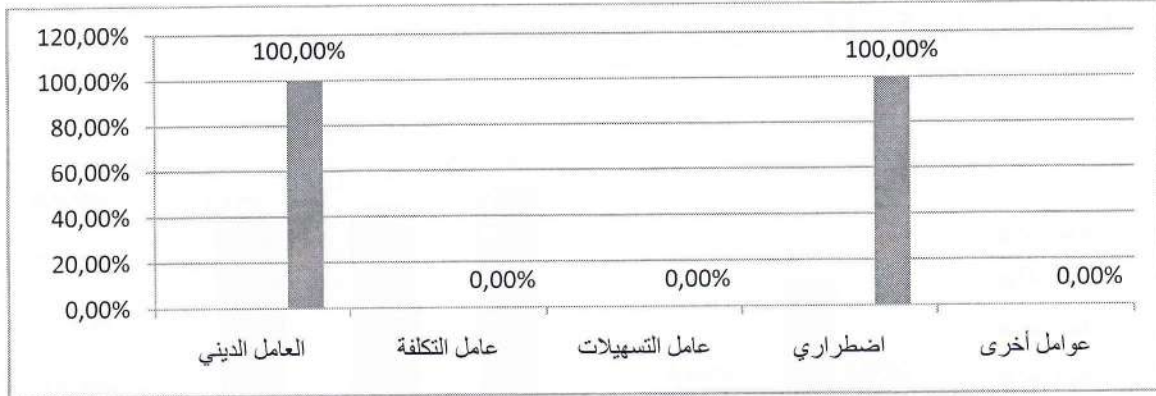 120,00%
100,00%
80,00%
60,00%
40,00%
20,00%
0,00%
100,00%
0,00%
0,00%
100,00%
0,00%
العامل الديني
عامل التكلفة
عامل التسهيلات
اضطراري
عوامل أخرى